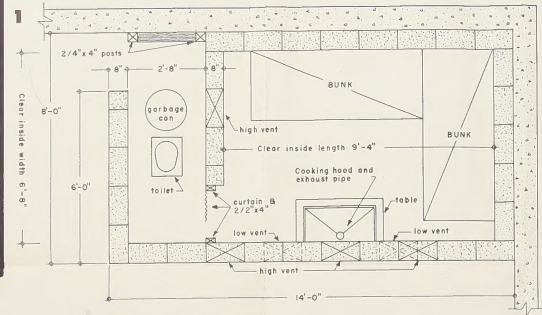 1
2/4"x 4" posts
8"
2'-8"
8"
BUNK
8'-0"
Clear inside width 6'-8"
garbage
can
high vent
BUNK
Clear inside length 9'-4"
6'-0"
toilet
Cooking hood and
exhaust pipe
curtain &
2/2"x4"
table
low vent
low vent
high vent
14'-0"